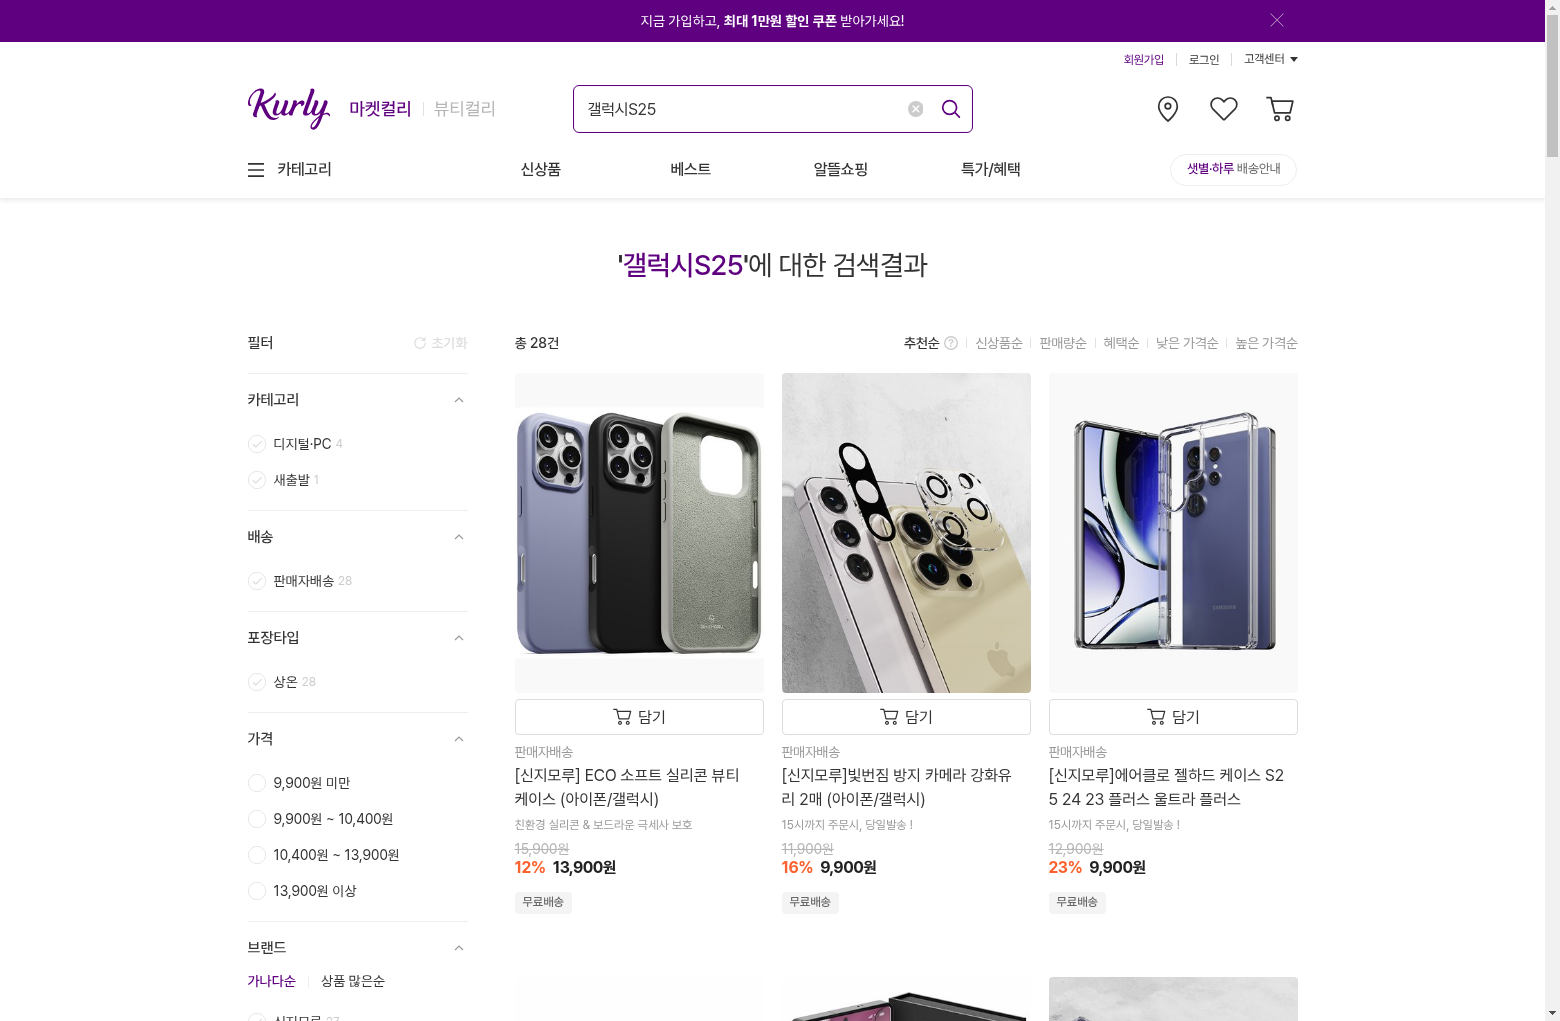 지금 가입하고, 최대 1만원 할인 쿠폰 받아가세요!
회원가입
로그인
고객센터
Kurly
마켓컬리
뷰티컬리
갤럭시S25
카테고리
신상품
베스트
알뜰쇼핑
특가/혜택
샛별·하루 배송안내
'갤럭시S25'에 대한 검색결과
필터
초기화
카테고리
디지털·PC 4
새출발 1
배송
판매자배송 28
포장타입
상온 28
가격
9,900원 미만
9,900원 ~ 10,400원
10,400원 ~ 13,900원
13,900원 이상
브랜드
가나다순
상품 많은순
신지모루 27
총 28건
추천순
신상품순
판매량순
혜택순
낮은 가격순
높은 가격순
담기
판매자배송
[신지모루] ECO 소프트 실리콘 뷰티
케이스 (아이폰/갤럭시)
친환경 실리콘 & 보드라운 극세사 보호
15,900원
12% 13,900원
무료배송
담기
판매자배송
[신지모루]빛번짐 방지 카메라 강화유
리 2매 (아이폰/갤럭시)
15시까지 주문시, 당일발송 !
11,900원
16% 9,900원
무료배송
SAMSUNG
담기
판매자배송
[신지모루]에어클로 젤하드 케이스 S2
5 24 23 플러스 울트라 플러스
15시까지 주문시, 당일발송 !
12,900원
23% 9,900원
무료배송